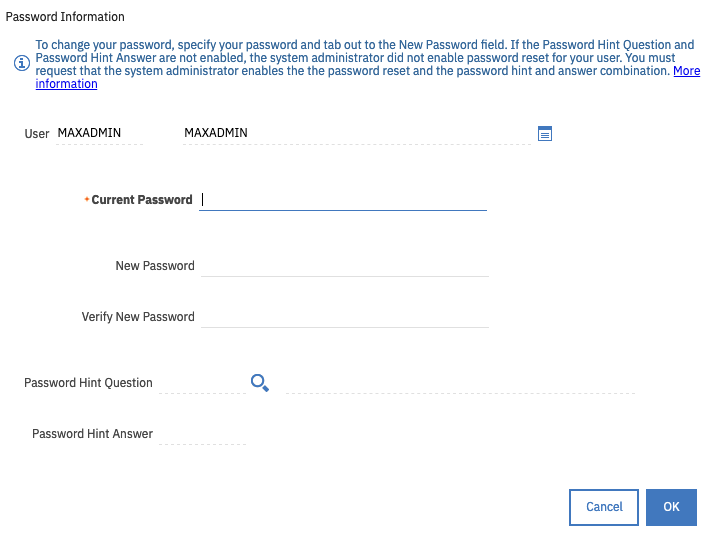 Password Information
To change your password, specify your password and tab out to the New Password field. If the Password Hint Question and
Password Hint Answer are not enabled, the system administrator did not enable password reset for your user. You must
request that the system administrator enables the the password reset and the password hint and answer combination. More
information
User MAXADMIN MAXADMIN
*Current Password
New Password
Verify New Password
Password Hint Question
Password Hint Answer
Cancel OK